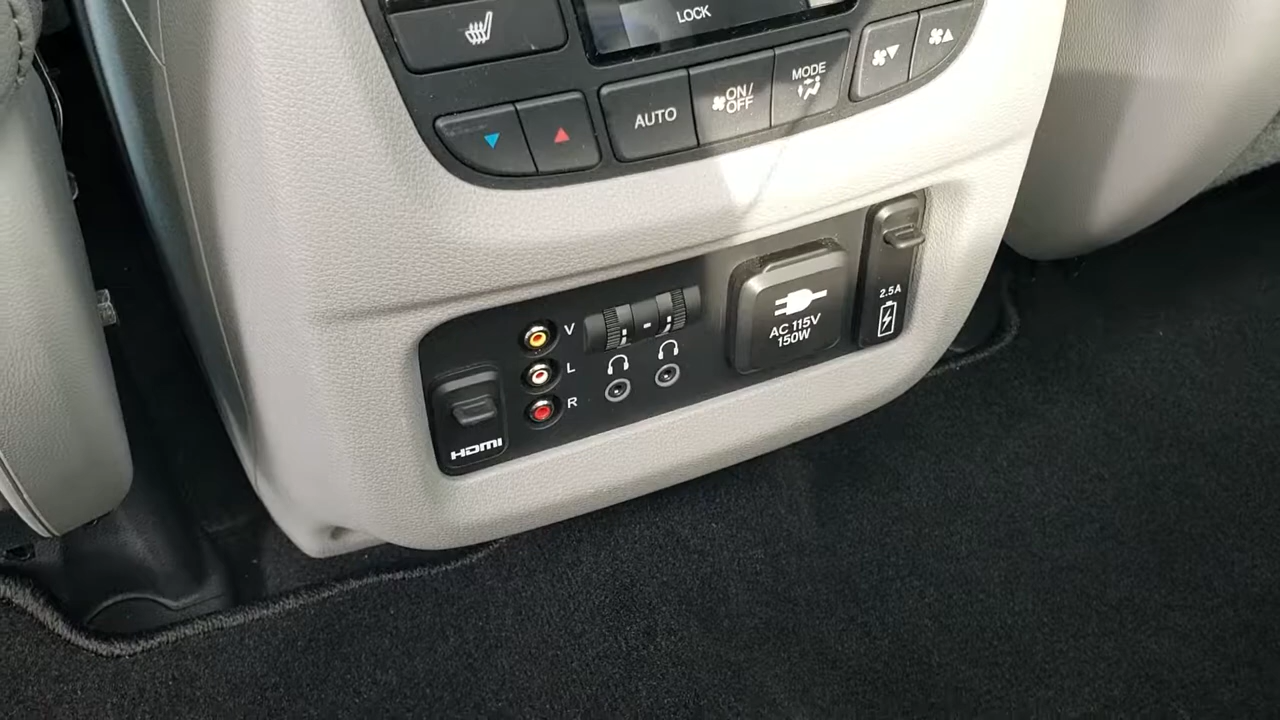 LOCK
AUTO
ON/
OFF
MODE
V
L
R
HDMI
AC 115V
150W
2.5A